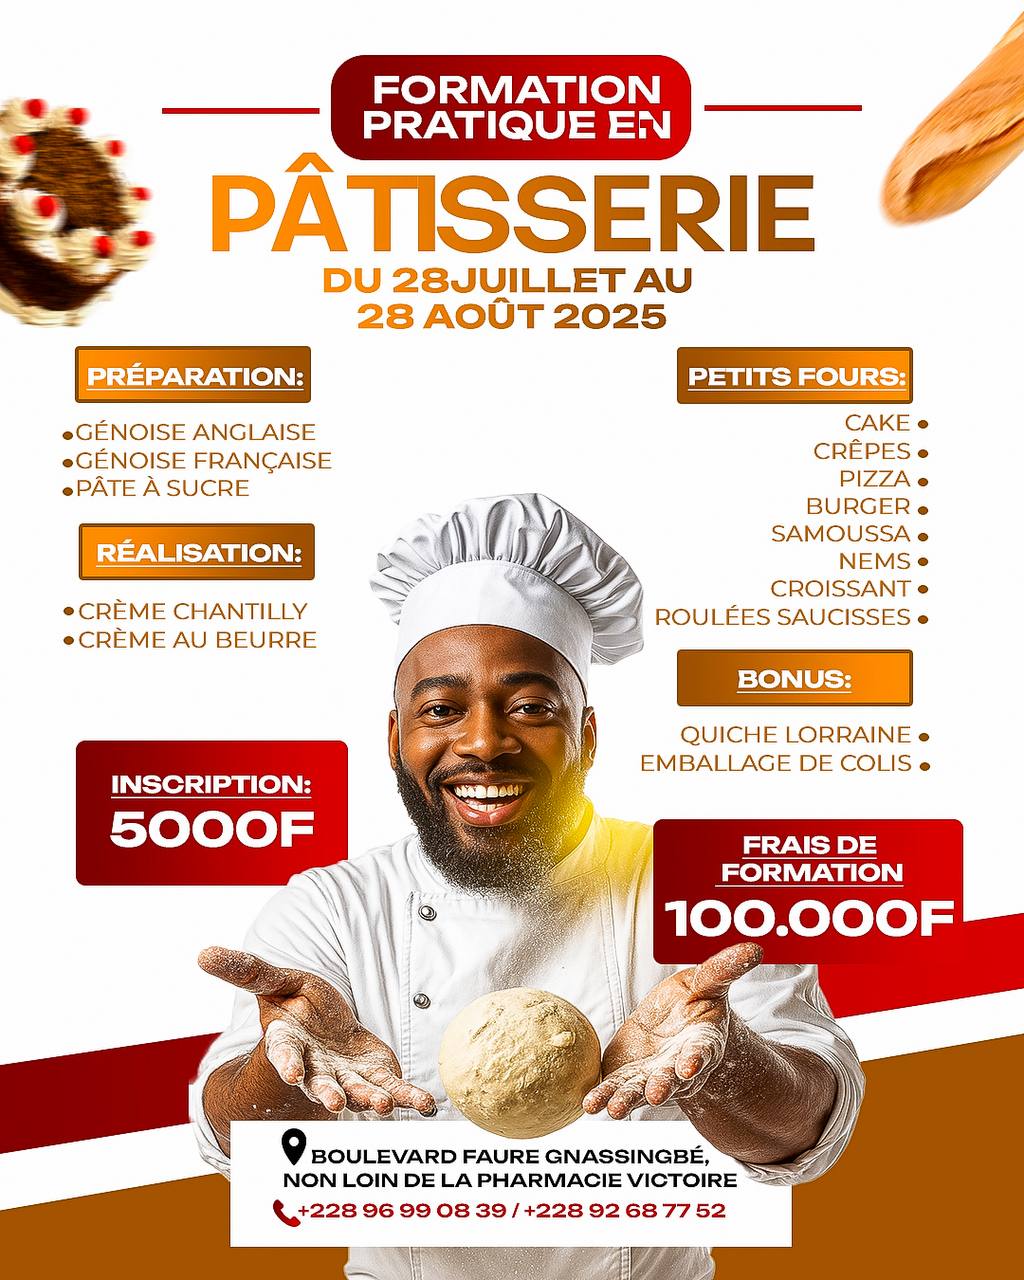 FORMATION
PRATIQUE EN
PÂTISSERIE
DU 28JUILLET AU
28 AOÛT 2025
PRÉPARATION:
•GÉNOISE ANGLAISE
•GÉNOISE FRANÇAISE
•PÂTE À SUCRE
RÉALISATION:
•CRÈME CHANTILLY
•CRÈME AU BEURRE
PETITS FOURS:
CAKE •
CRÊPES •
PIZZA •
BURGER •
SAMOUSSA •
NEMS •
CROISSANT •
ROULÉES SAUCISSES •
BONUS:
QUICHE LORRAINE •
EMBALLAGE DE COLIS •
INSCRIPTION:
5000F
FRAIS DE
FORMATION
100.000F
BOULEVARD FAURE GNASSINGBÉ,
NON LOIN DE LA PHARMACIE VICTOIRE
+228 96 99 08 39 / +228 92 68 77 52